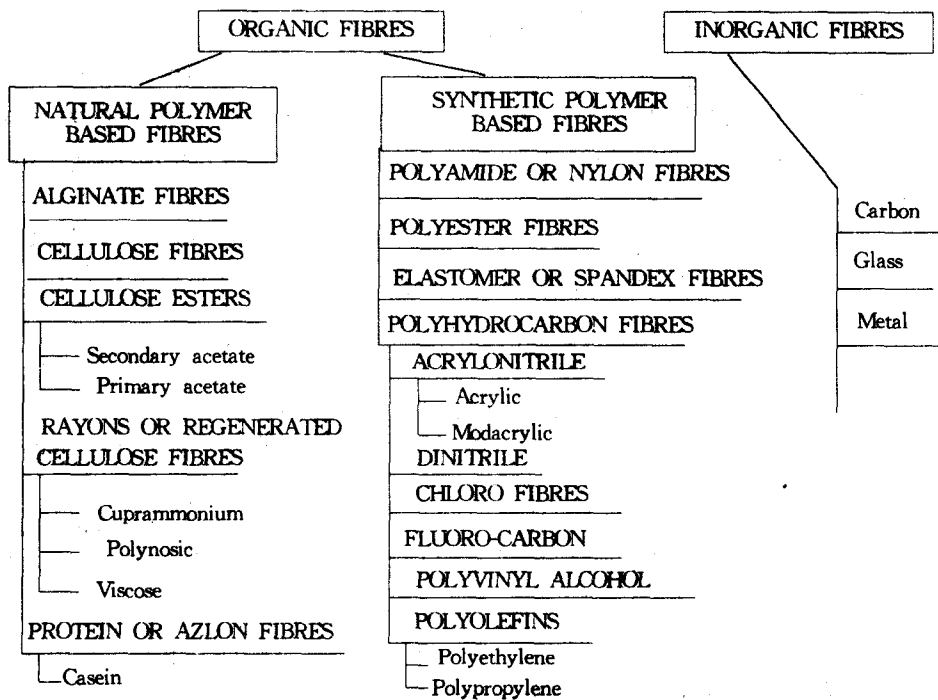 ORGANIC FIBRES
INORGANIC FIBRES
NATURAL POLYMER
BASED FIBRES
ALGINATE FIBRES
CELLULOSE FIBRES
CELLULOSE ESTERS
Secondary acetate
Primary acetate
RAYONS OR REGENERATED
CELLULOSE FIBRES
Cuprammonium
Polynosic
Viscose
PROTEIN OR AZLON FIBRES
Casein
SYNTHETIC POLYMER
BASED FIBRES
POLYAMIDE OR NYLON FIBRES
POLYESTER FIBRES
ELASTOMER OR SPANDEX FIBRES
POLYHYDROCARBON FIBRES
ACRYLONITRILE
Acrylic
Modacrylic
DINITRILE
CHLORO FIBRES
FLUORO-CARBON
POLYVINYL ALCOHOL
POLYOLEFINS
Polyethylene
Polypropylene
Carbon
Glass
Metal